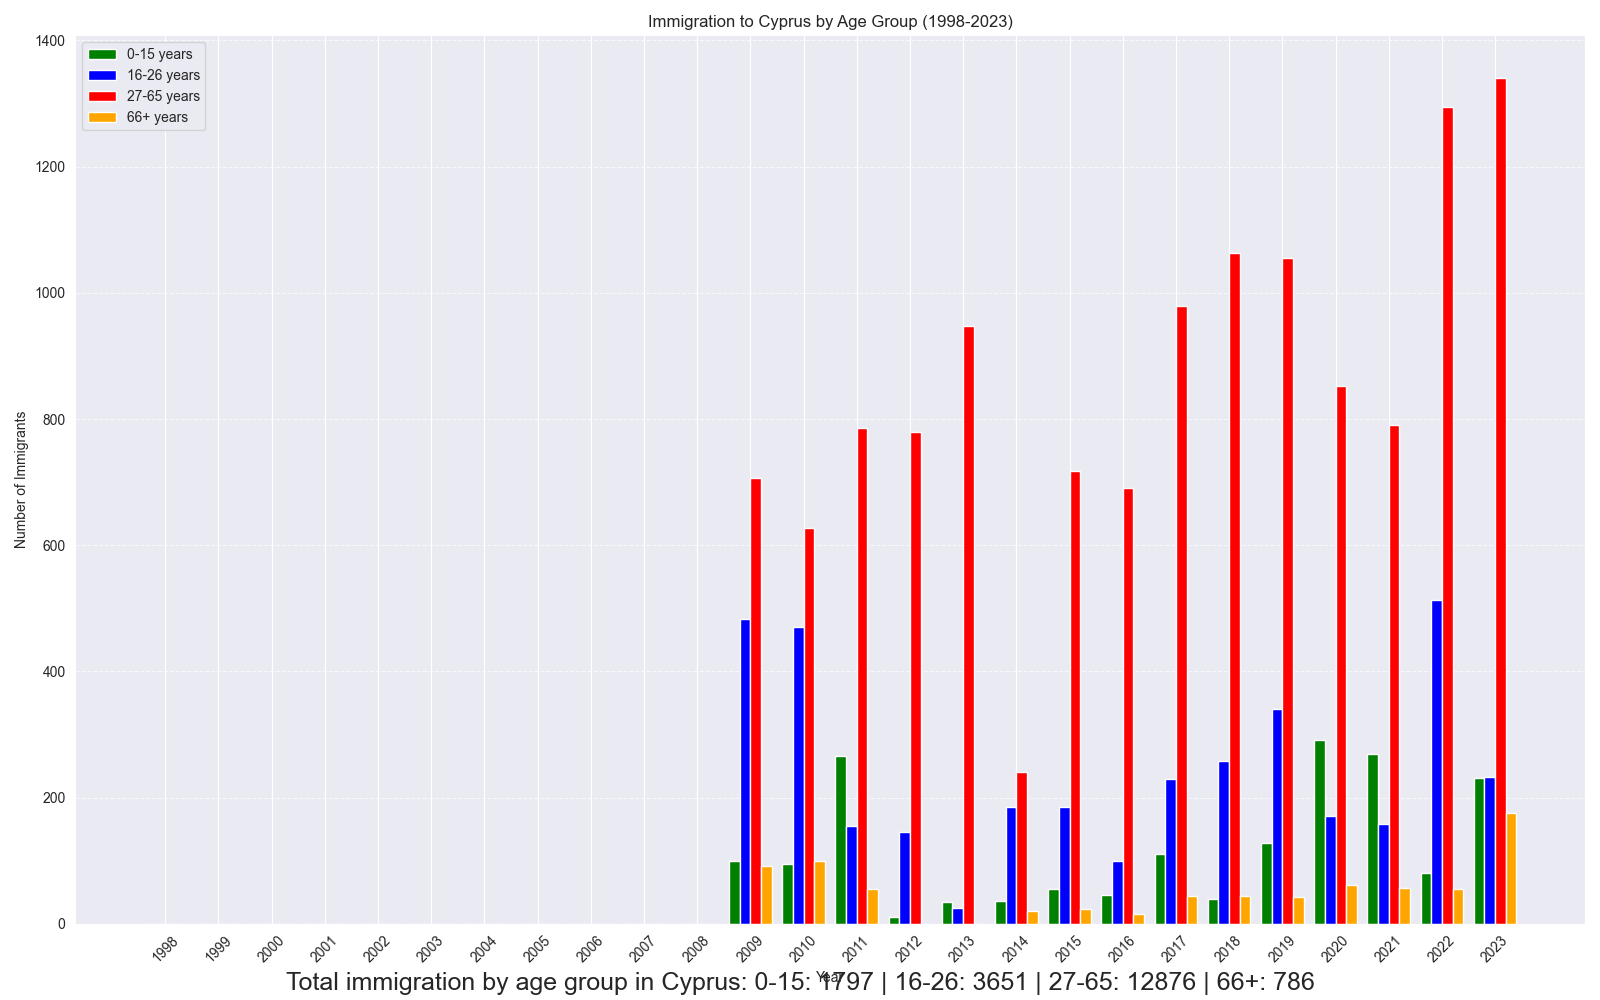 Immigration to Cyprus by Age Group (1998-2023)
0-15 years
16-26 years
27-65 years
66+ years
Number of Immigrants
1400
1200
1000
800
600
400
200
0
1998 1999 2000 2001 2002 2003 2004 2005 2006 2007 2008 2009 2010 2011 2012 2013 2014 2015 2016 2017 2018 2019 2020 2021 2022 2023
Year
Total immigration by age group in Cyprus: 0-15: 1797 | 16-26: 3651 | 27-65: 12876 | 66+: 786